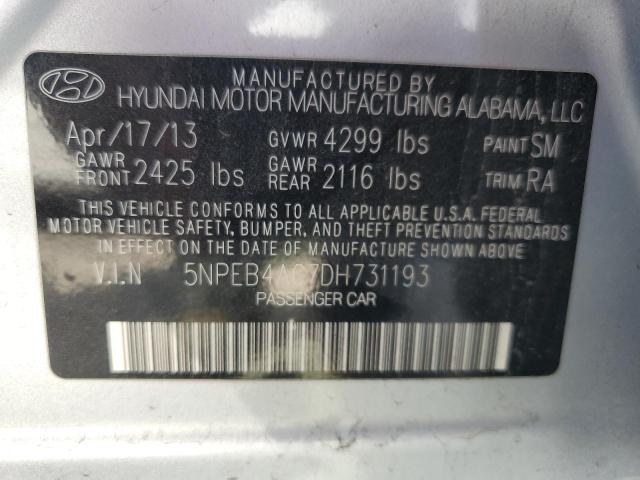 MANUFACTURED BY
HYUNDAI MOTOR MANUFACTURING ALABAMA, LLC
Apr/17/13 GVWR 4299 lbs PAINT SM
GAWR FRONT 2425 lbs GAWR REAR 2116 lbs TRIM RA
THIS VEHICLE CONFORMS TO ALL APPLICABLE U.S.A. FEDERAL
MOTOR VEHICLE SAFETY, BUMPER, AND THEFT PREVENTION
IN EFFECT ON THE DATE OF MANUFACTURE SHOWN ABOVE
V.I.N 5NPEB4AC7DH731193
PASSENGER CAR